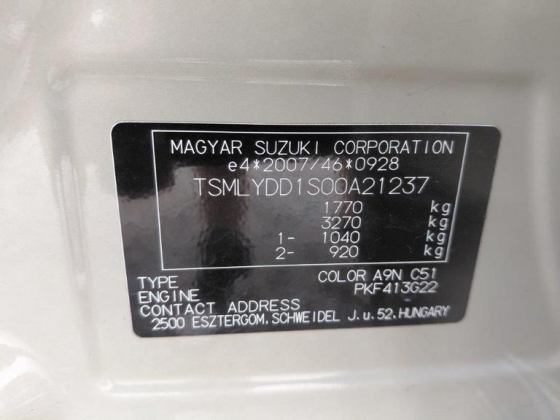 MAGYAR SUZUKI CORPORATION
e4*2007/46*0928
TSMLYDD1S00A21237
1770 kg
3270 kg
1- 1040 kg
2- 920 kg
TYPE COLOR A9N C51
ENGINE PKF413G22
CONTACT ADDRESS
2500 ESZTERGOM, SCHWEIDEL J.u.52.HUNGARY